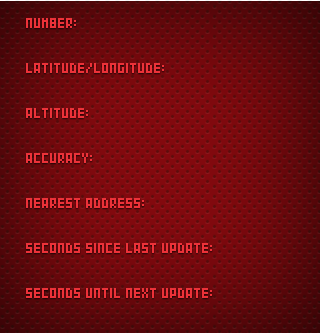 NUMBER:
LATITUDE/LONGITUDE:
ALTITUDE:
ACCURACY:
NEAREST ADDRESS:
SECONDS SINCE LAST UPDATE:
SECONDS UNTIL NEXT UPDATE: